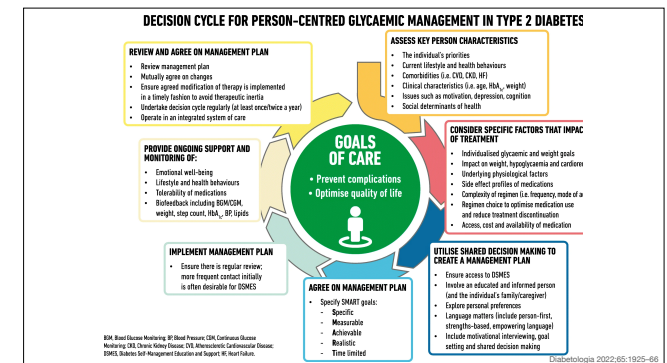 DECISION CYCLE FOR PERSON-CENTRED GLYCAEMIC MANAGEMENT IN TYPE 2 DIABETES
REVIEW AND AGREE ON MANAGEMENT PLAN
• Review management plan
• Mutually agree on changes
• Ensure agreed modification of therapy is implemented
in a timely fashion to avoid therapeutic inertia
• Undertake decision cycle regularly (at least once/twice a year)
• Operate in an integrated system of care
ASSESS KEY PERSON CHARACTERISTICS
• The individual's priorities
• Current lifestyle and health behaviours
• Comorbidities (i.e. CVD, CKD, HF)
• Clinical characteristics (i.e. age, HbA1c, weight)
• Issues such as motivation, depression, cognition
• Social determinants of health
CONSIDER SPECIFIC FACTORS THAT IMPAC
OF TREATMENT
• Individualised glycaemic and weight goals
• Impact on weight, hypoglycaemia and cardiorer
• Underlying physiological factors
• Side effect profiles of medications
• Complexity of regimen (i.e. frequency, mode of a
• Regimen choice to optimise medication use
and reduce treatment discontinuation
• Access, cost and availability of medication
UTILISE SHARED DECISION MAKING TO
CREATE A MANAGEMENT PLAN
• Ensure access to DSMES
• Involve an educated and informed person
(and the individual's family/caregiver)
• Explore personal preferences
• Language matters (include person-first,
strengths-based, empowering language)
• Include motivational interviewing, goal
setting and shared decision making
AGREE ON MANAGEMENT PLAN
• Specify SMART goals:
- Specific
- Measurable
- Achievable
- Realistic
- Time limited
IMPLEMENT MANAGEMENT PLAN
• Ensure there is regular review;
more frequent contact initially
is often desirable for DSMES
PROVIDE ONGOING SUPPORT AND
MONITORING OF:
• Emotional well-being
• Lifestyle and health behaviours
• Tolerability of medications
• Biofeedback including BGM/CGM,
weight, step count, HbA1c, BP, lipids
GOALS
OF CARE
• Prevent complications
• Optimise quality of life
BGM, Blood Glucose Monitoring; BP, Blood Pressure; CGM, Continuous Glucose
Monitoring; CKD, Chronic Kidney Disease; CVD, Atherosclerotic Cardiovascular Disease;
DSMES, Diabetes Self-Management Education and Support; HF, Heart Failure.
Diabetologia 2022;65:1925–66